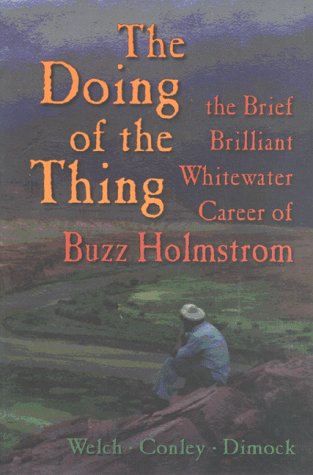 The
Doing
of the
Thing
the Brief
Brilliant
Whitewater
Career of
Buzz Holmstrom
Welch · Conley · Dimock